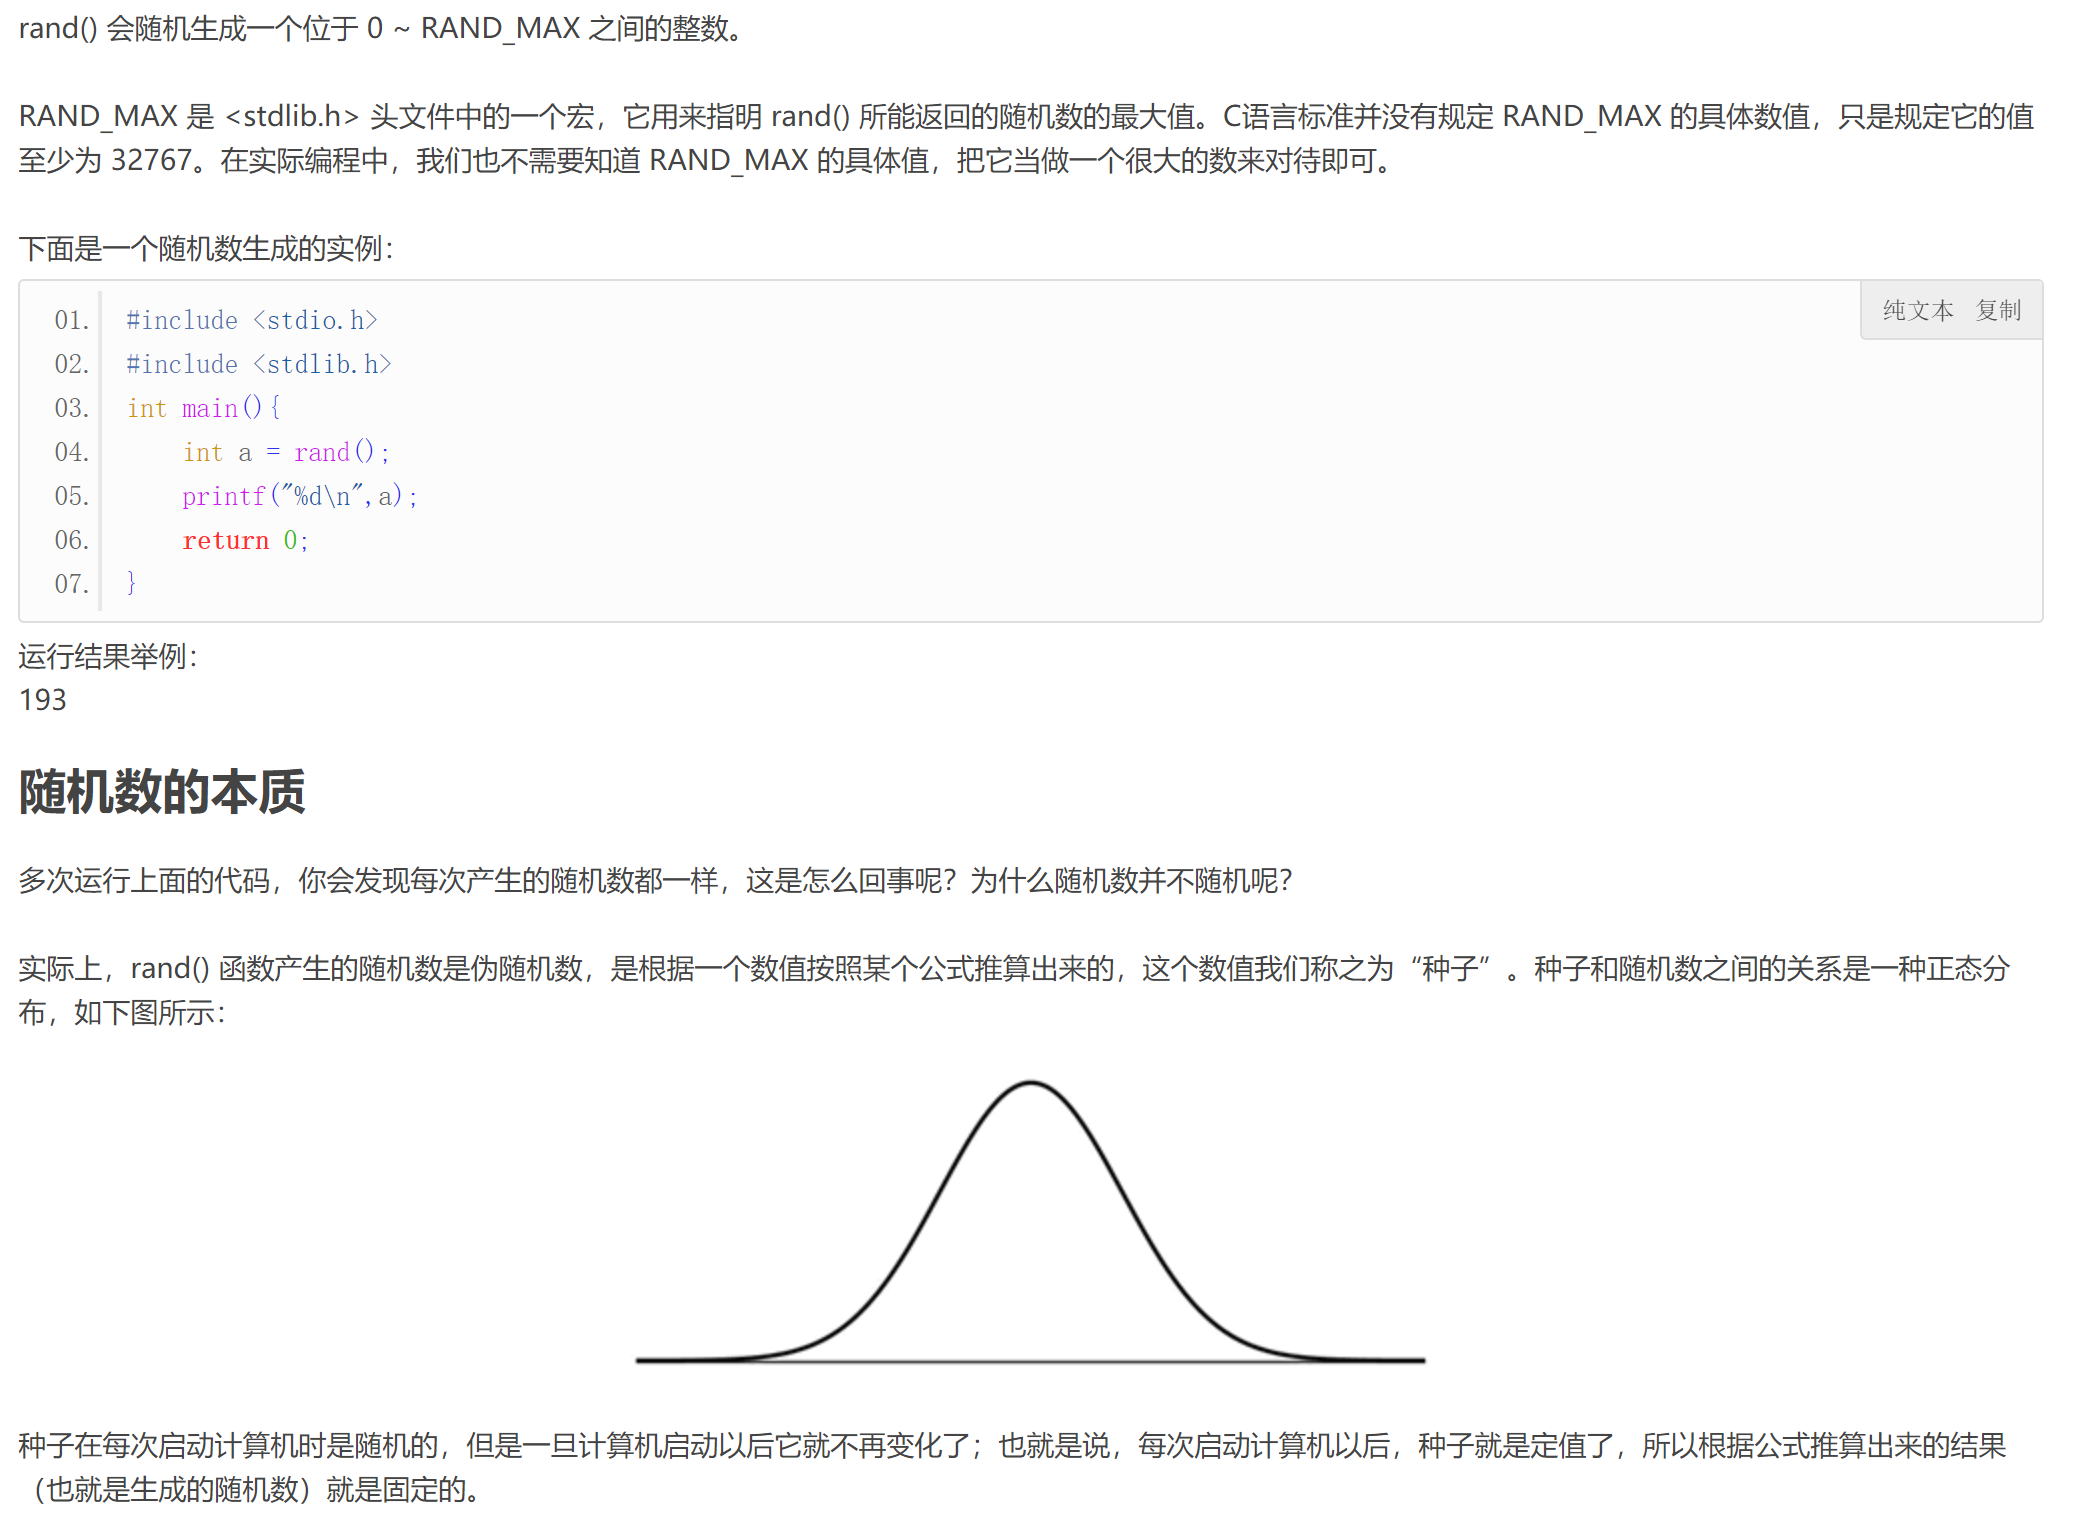 rand() 会随机生成一个位于 0 ~ RAND_MAX 之间的整数。
RAND_MAX 是 <stdlib.h> 头文件中的一个宏，它用来指明 rand() 所能返回的随机数的最大值。C语言标准并没有规定 RAND_MAX 的具体数值，只是规定它的值
至少为 32767。在实际编程中，我们也不需要知道 RAND_MAX 的具体值，把它当做一个很大的数来对待即可。
下面是一个随机数生成的实例：
纯文本 复制
01. #include <stdio.h>
02. #include <stdlib.h>
03. int main(){
04.     int a = rand();
05.     printf("%d\n",a);
06.     return 0;
07. }
运行结果举例：
193
随机数的本质
多次运行上面的代码，你会发现每次产生的随机数都一样，这是怎么回事呢？为什么随机数并不随机呢？
实际上，rand() 函数产生的随机数是伪随机数，是根据一个数值按照某个公式推算出来的，这个数值我们称之为“种子”。种子和随机数之间的关系是一种正态分
布，如下图所示：
种子在每次启动计算机时是随机的，但是一旦计算机启动以后它就不再变化了；也就是说，每次启动计算机以后，种子就是定值了，所以根据公式推算出来的结果
（也就是生成的随机数）就是固定的。